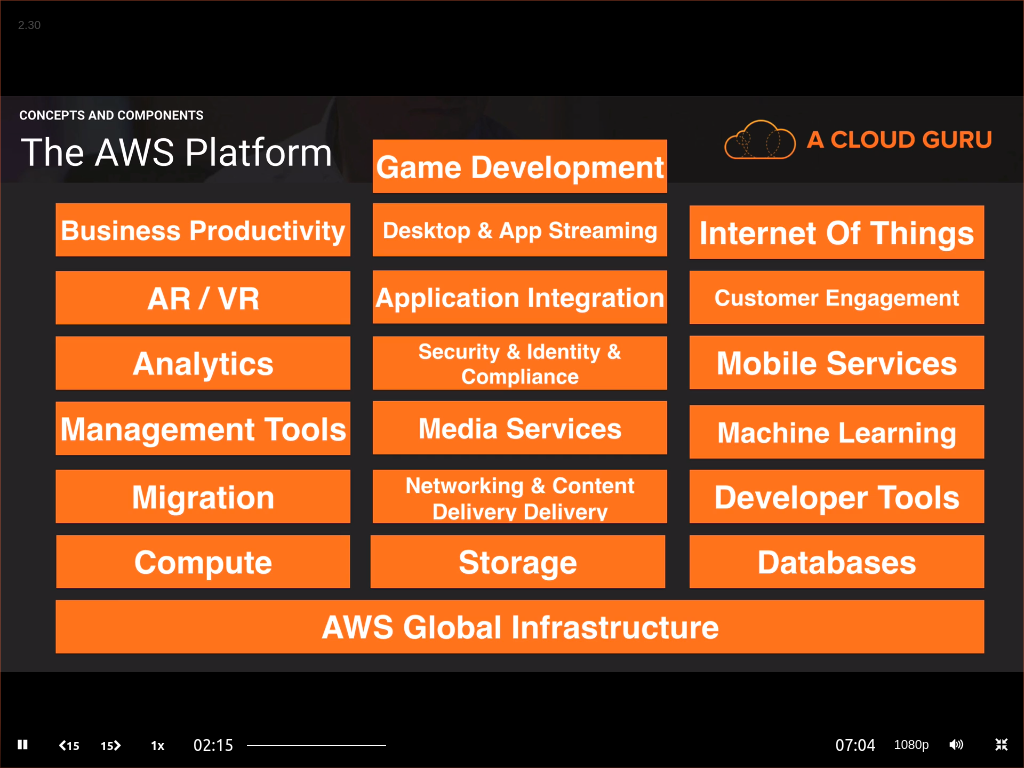 2.30
CONCEPTS AND COMPONENTS
The AWS Platform
A CLOUD GURU
Game Development
Business Productivity
Desktop & App Streaming
Internet Of Things
AR / VR
Application Integration
Customer Engagement
Analytics
Security & Identity &
Compliance
Mobile Services
Management Tools
Media Services
Machine Learning
Migration
Networking & Content
Delivery Delivery
Developer Tools
Compute
Storage
Databases
AWS Global Infrastructure
15
15
1x
02:15
07:04
1080p